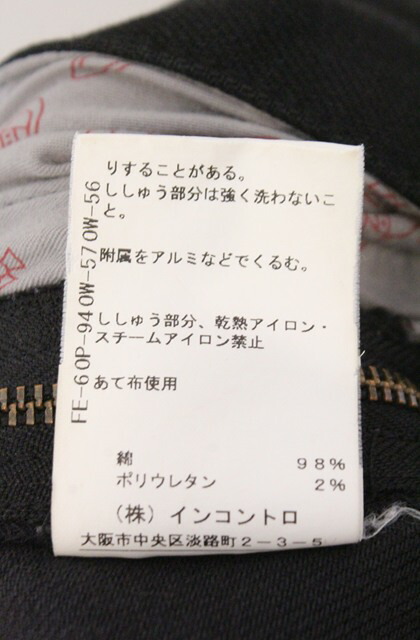 りすることがある。
ししゅう部分は強く洗わないこ
と。
附属をアルミなどでくるむ。
ししゅう部分、乾熱アイロン・
スチームアイロン禁止
あて布使用
綿 98%
ポリウレタン 2%
(株)インコントロ
大阪市中央区淡路町2-3-5
FE-60P-940W-570W-56